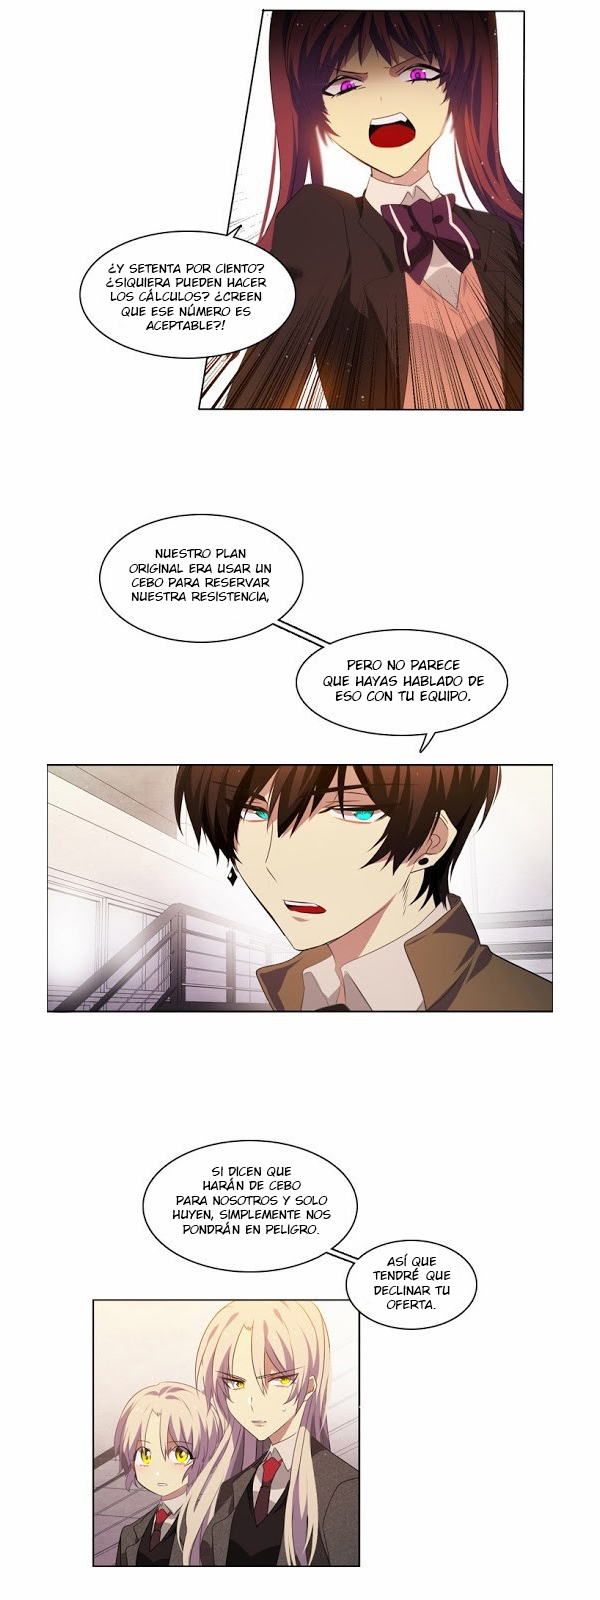 ¿Y SETENTA POR CIENTO?
¿SIQUIERA PUEDEN HACER
LOS CÁLCULOS? ¿CREEN
QUE ESE NÚMERO ES
ACEPTABLE?!
NUESTRO PLAN
ORIGINAL ERA USAR UN
CEBO PARA RESERVAR
NUESTRA RESISTENCIA,
PERO NO PARECE
QUE HAYAS HABLADO DE
ESO CON TU EQUIPO.
SI DICEN QUE
HARÁN DE CEBO
PARA NOSOTROS Y SOLO
HUYEN, SIMPLEMENTE NOS
PONDRÁN EN PELIGRO.
ASÍ QUE
TENDRÉ QUE
DECLINAR TU
OFERTA.